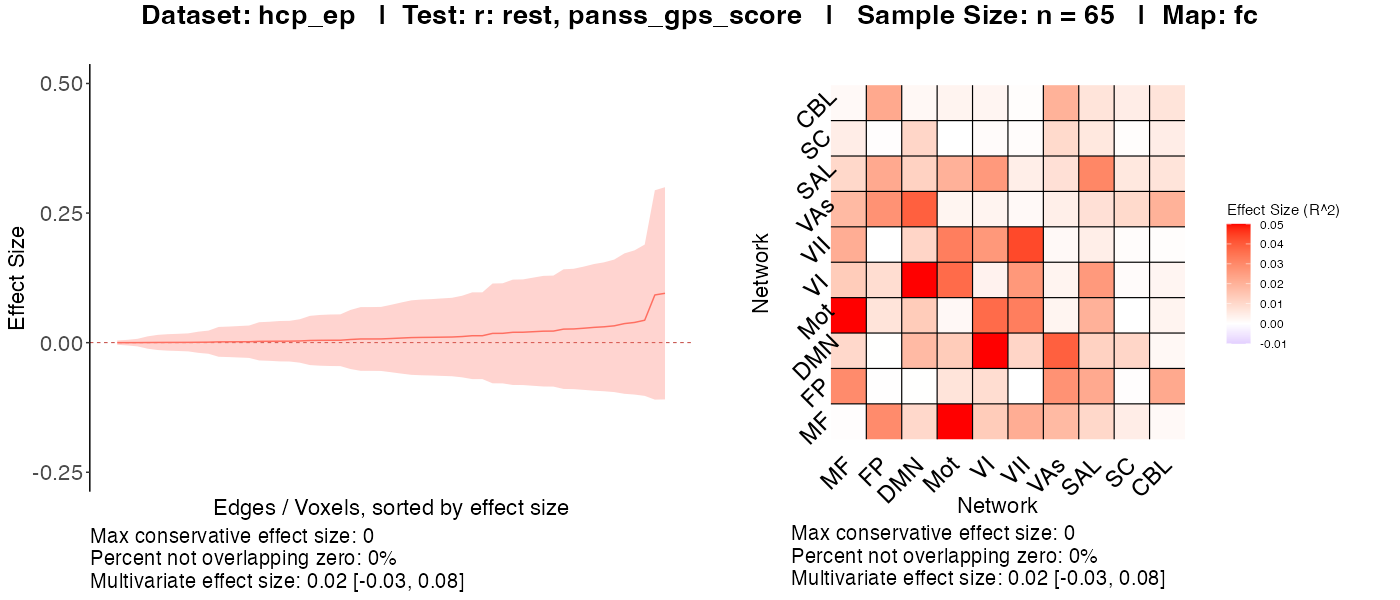 Dataset: hcp_ep | Test: r: rest, panss_gps_score | Sample Size: n = 65 | Map: fc
0.50
0.25
0.00
-0.25
Effect Size
Edges / Voxels, sorted by effect size
Max conservative effect size: 0
Percent not overlapping zero: 0%
Multivariate effect size: 0.02 [-0.03, 0.08]
Network
CBL
SC
SAL
VAs
VII
VI
Mot
DMN
FP
MF
MF
FP
DMN
Mot
VI
VII
VAs
SAL
SC
CBL
Network
Max conservative effect size: 0
Percent not overlapping zero: 0%
Multivariate effect size: 0.02 [-0.03, 0.08]
Effect Size (R^2)
0.05
0.04
0.03
0.02
0.01
0.00
-0.01